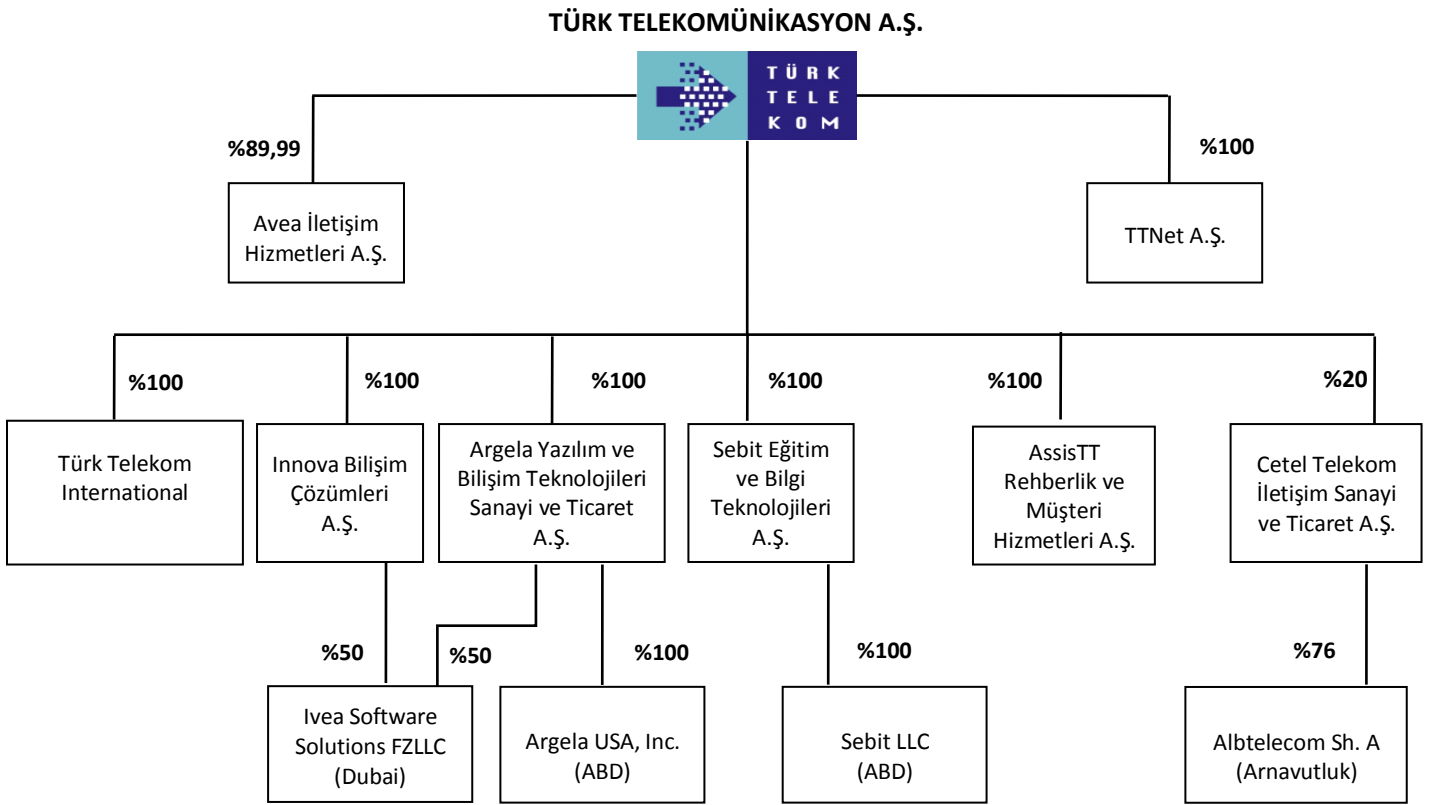 TÜRK TELEKOMÜNİKASYON A.Ş.
TÜRK
TELE
KOM
%89,99
%100
Avea İletişim
Hizmetleri A.Ş.
TTNet A.Ş.
%100
%100
%100
%100
%100
%20
Türk Telekom
International
Innova Bilişim
Çözümleri
A.Ş.
Argela Yazılım ve
Bilişim Teknolojileri
Sanayi ve Ticaret
A.Ş.
Sebit Eğitim
ve Bilgi
Teknolojileri
A.Ş.
AssisTT
Rehberlik ve
Müşteri
Hizmetleri A.Ş.
Cetel Telekom
İletişim Sanayi
ve Ticaret A.Ş.
%50
%50
%100
%100
%76
Ivea Software
Solutions FZLLC
(Dubai)
Argela USA, Inc.
(ABD)
Sebit LLC
(ABD)
Albtelecom Sh. A
(Arnavutluk)